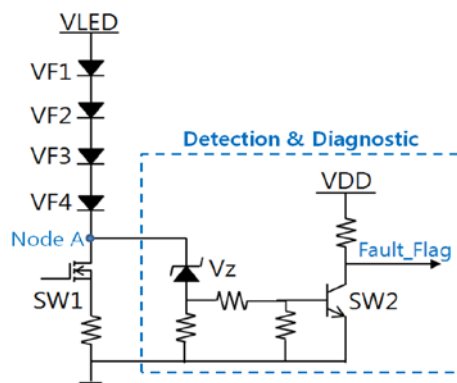 VLED
VF1
VF2
VF3
VF4
Node A
SW1
Detection & Diagnostic
VDD
Fault_Flag
Vz
SW2